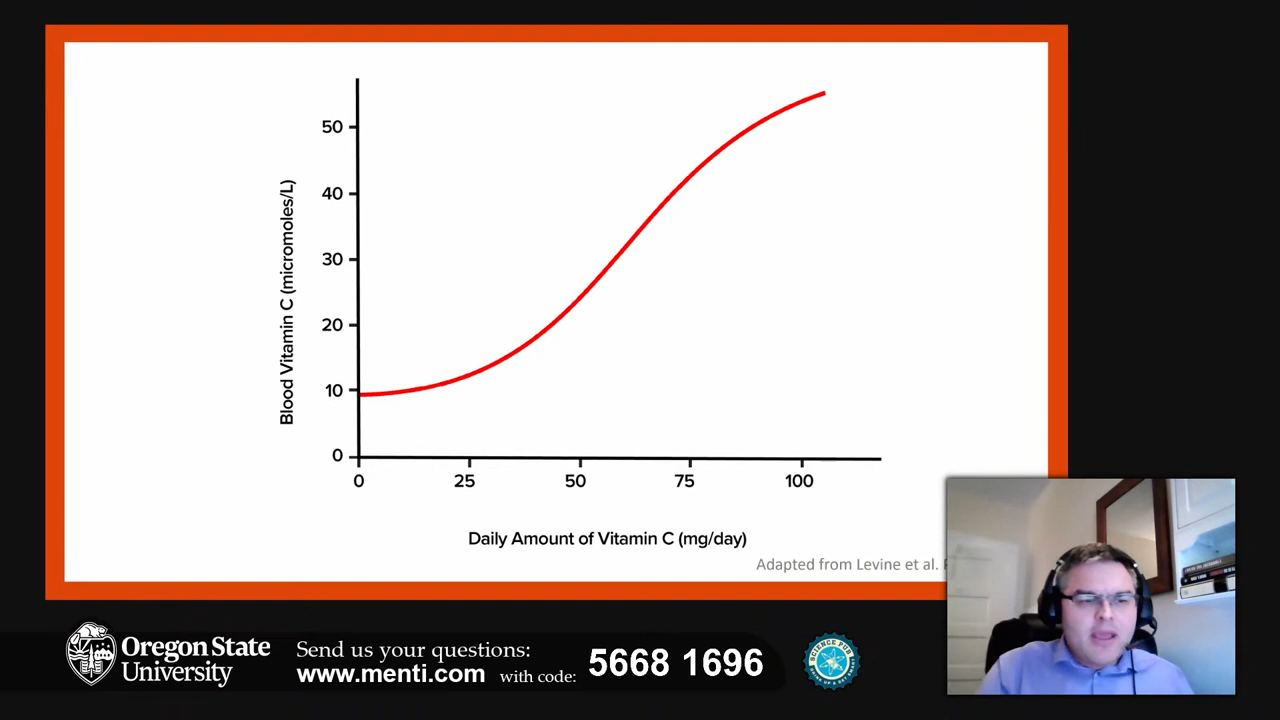 50
40
30
20
10
0
Blood Vitamin C (micromoles/L)
0 25 50 75 100
Daily Amount of Vitamin C (mg/day)
Adapted from Levine et al.
Oregon State
University
Send us your questions:
www.menti.com with code:
5668 1696
SCIENCE PUB